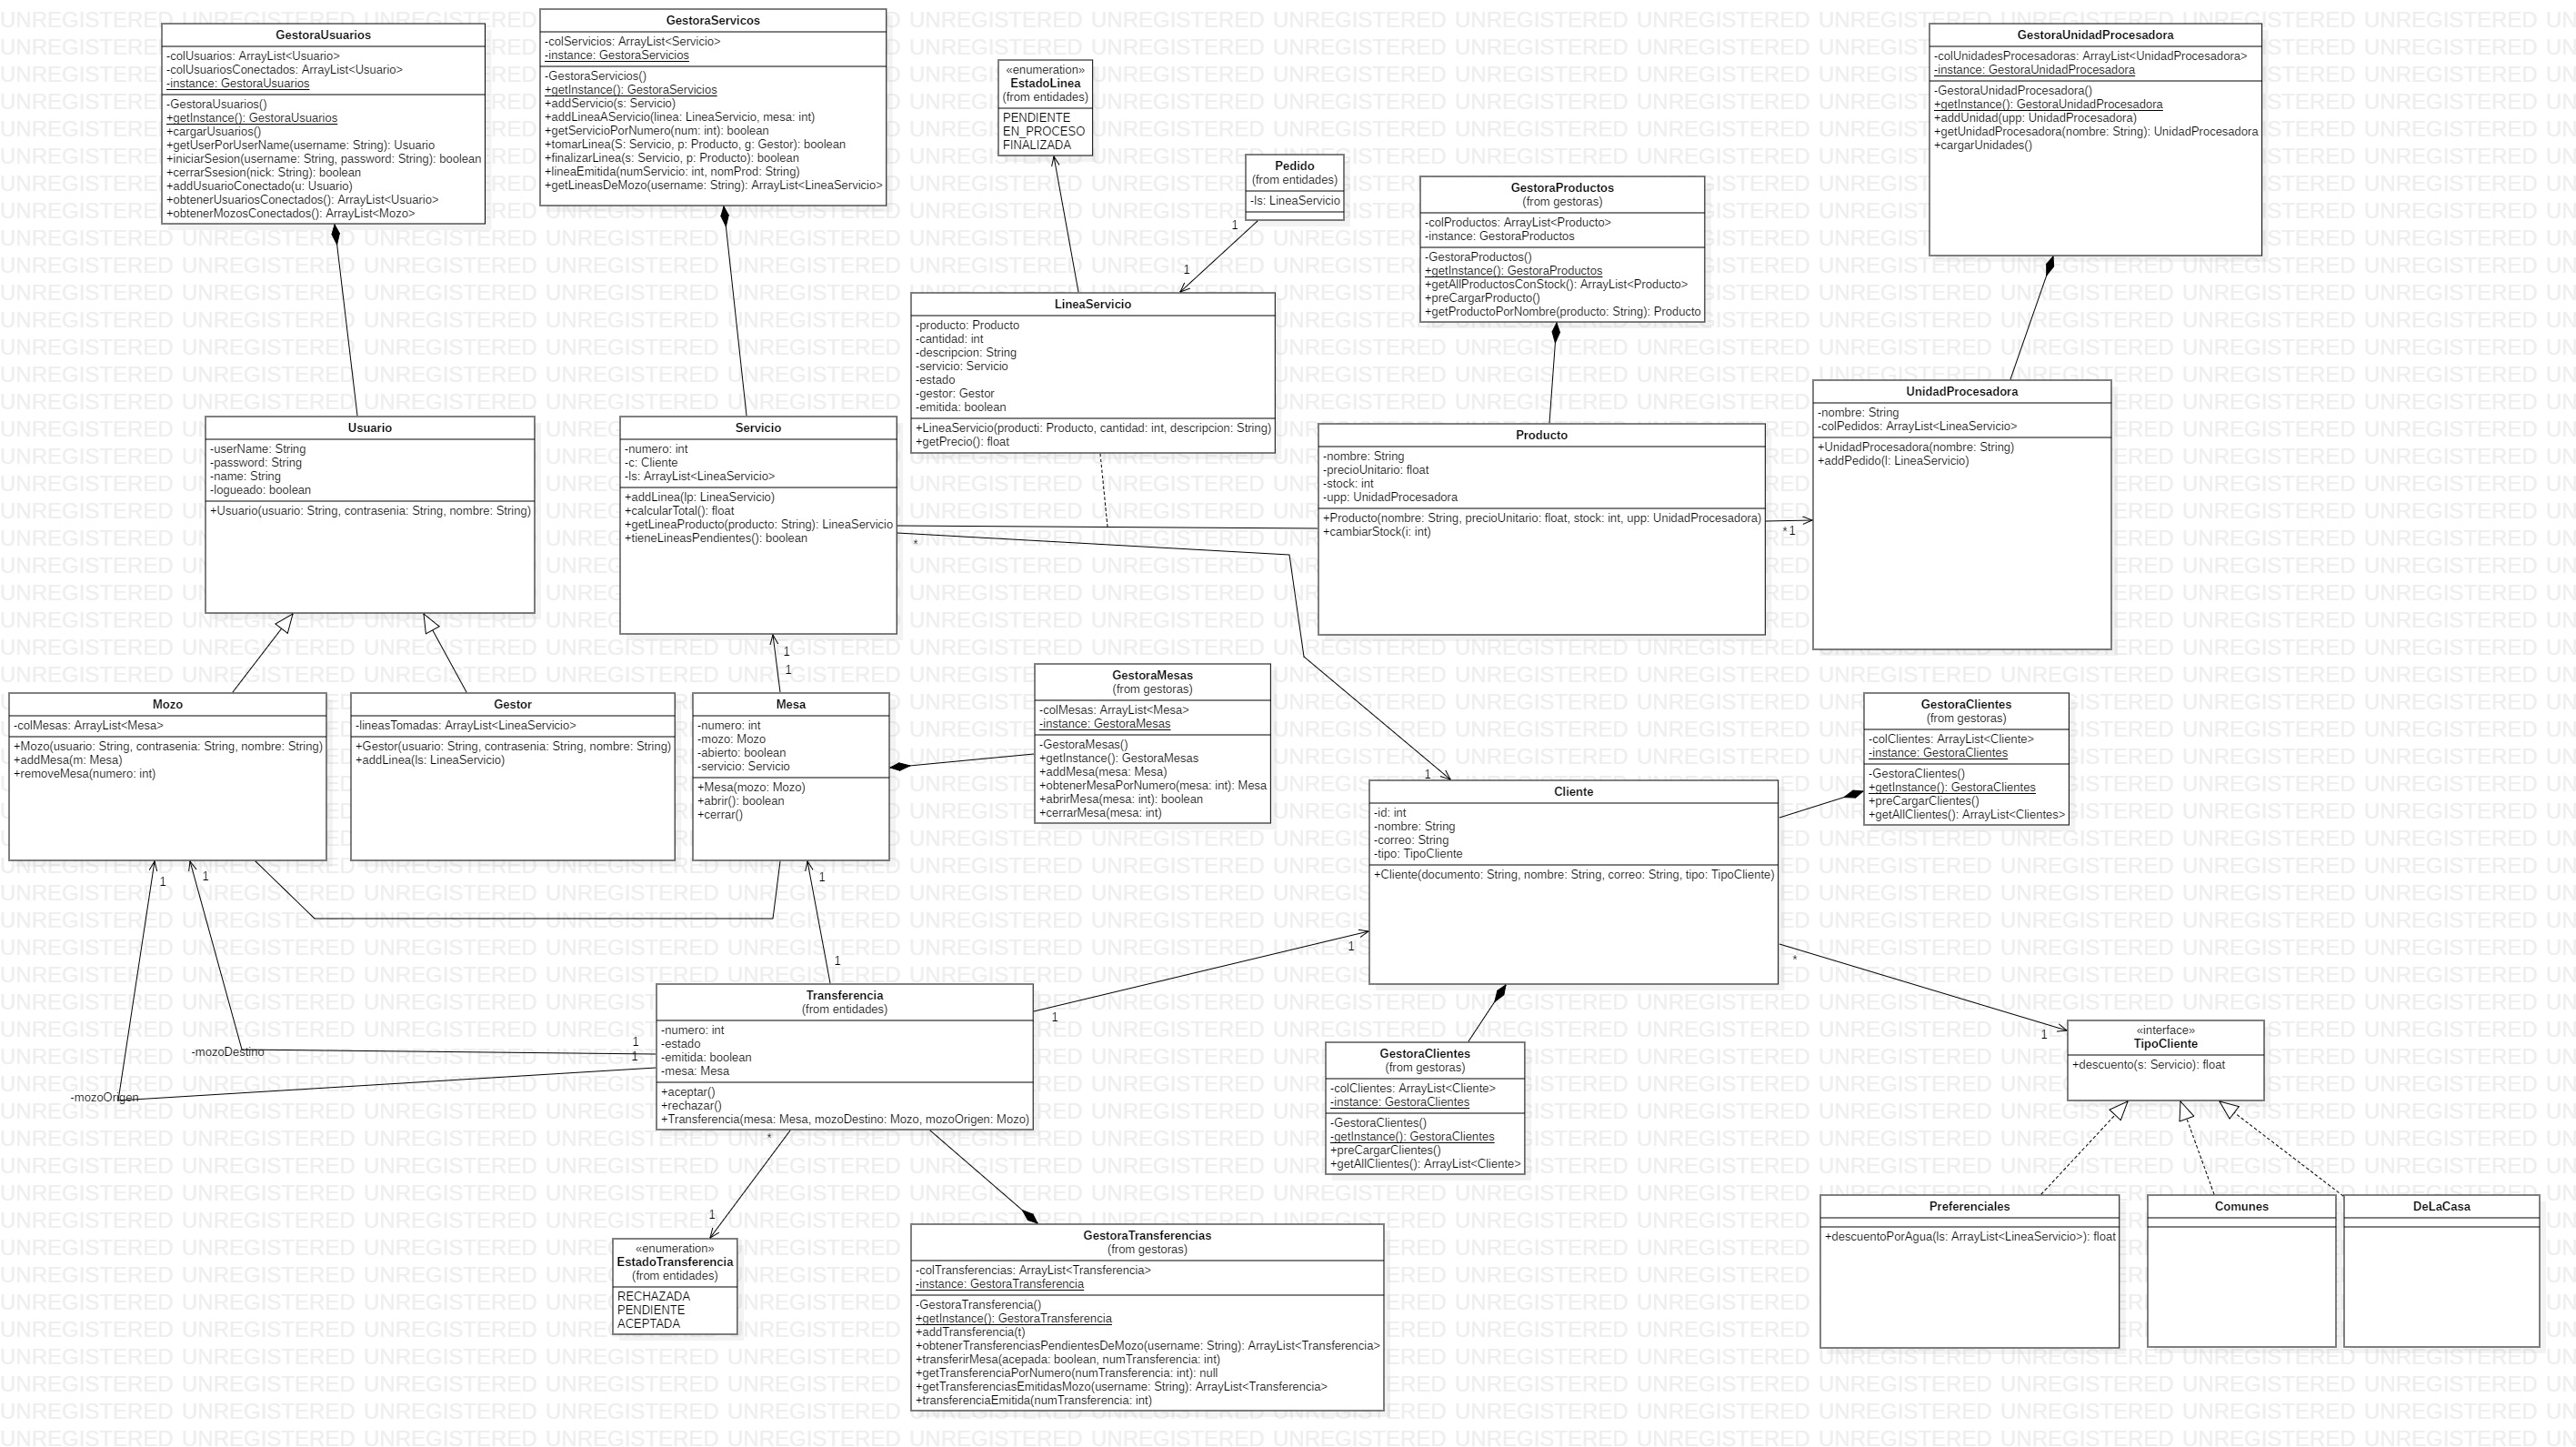 GestoraUsuarios
-colUsuarios: ArrayList<Usuario>
-colUsuariosConectados: ArrayList<Usuario>
-instance: GestoraUsuarios
-GestoraUsuarios()
+getInstance(): GestoraUsuarios
+cargarUsuarios()
+getUserPorUserName(username: String): Usuario
+iniciarSesion(username: String, password: String): boolean
+cerrarSsesion(nick: String): boolean
+addUsuarioConectado(u: Usuario)
+obtenerUsuariosConectados(): ArrayList<Usuario>
+obtenerMozosConectados(): ArrayList<Mozo>
GestoraServicos
-colServicios: ArrayList<Servicio>
-instance: GestoraServicios
-GestoraServicios()
+getInstance(): GestoraServicios
+addServicio(s: Servicio)
+addLineaAServicio(linea: LineaServicio, mesa: int)
+getServicioPorNumero(num: int): boolean
+tomarLinea(S: Servicio, p: Producto, g: Gestor): boolean
+finalizarLinea(s: Servicio, p: Producto): boolean
+lineaEmitida(numServicio: int, nomProd: String)
+getLineasDeMozo(username: String): ArrayList<LineaServicio>
«enumeration»
EstadoLinea
(from entidades)
PENDIENTE
EN_PROCESO
FINALIZADA
Pedido
(from entidades)
-ls: LineaServicio
1
1
GestoraProductos
(from gestoras)
-colProductos: ArrayList<Producto>
-instance: GestoraProductos
-GestoraProductos()
+getInstance(): GestoraProductos
+getAllProductosConStock(): ArrayList<Producto>
+preCargarProducto()
+getProductoPorNombre(producto: String): Producto
GestoraUnidadProcesadora
-colUnidadesProcesadoras: ArrayList<UnidadProcesadora>
-instance: GestoraUnidadProcesadora
-GestoraUnidadProcesadora()
+getInstance(): GestoraUnidadProcesadora
+addUnidad(upp: UnidadProcesadora)
+getUnidadProcesadora(nombre: String): UnidadProcesadora
+cargarUnidades()
LineaServicio
-producto: Producto
-cantidad: int
-descripcion: String
-servicio: Servicio
-estado
-gestor: Gestor
-emitida: boolean
+LineaServicio(producti: Producto, cantidad: int, descripcion: String)
+getPrecio(): float
Usuario
-userName: String
-password: String
-name: String
-logueado: boolean
+Usuario(usuario: String, contrasenia: String, nombre: String)
Servicio
-numero: int
-c: Cliente
-ls: ArrayList<LineaServicio>
+addLinea(lp: LineaServicio)
+calcularTotal(): float
+getLineaProducto(producto: String): LineaServicio
+tieneLineasPendientes(): boolean
*
Producto
-nombre: String
-precioUnitario: float
-stock: int
-upp: UnidadProcesadora
+Producto(nombre: String, precioUnitario: float, stock: int, upp: UnidadProcesadora)
+cambiarStock(i: int)
* 1
UnidadProcesadora
-nombre: String
-colPedidos: ArrayList<LineaServicio>
+UnidadProcesadora(nombre: String)
+addPedido(l: LineaServicio)
1
1
Mozo
-colMesas: ArrayList<Mesa>
+Mozo(usuario: String, contrasenia: String, nombre: String)
+addMesa(m: Mesa)
+removeMesa(numero: int)
Gestor
-lineasTomadas: ArrayList<LineaServicio>
+Gestor(usuario: String, contrasenia: String, nombre: String)
+addLinea(ls: LineaServicio)
Mesa
-numero: int
-mozo: Mozo
-abierto: boolean
-servicio: Servicio
+Mesa(mozo: Mozo)
+abrir(): boolean
+cerrar()
GestoraMesas
(from gestoras)
-colMesas: ArrayList<Mesa>
-instance: GestoraMesas
-GestoraMesas()
+getInstance(): GestoraMesas
+addMesa(mesa: Mesa)
+obtenerMesaPorNumero(mesa: int): Mesa
+abrirMesa(mesa: int): boolean
+cerrarMesa(mesa: int)
GestoraClientes
(from gestoras)
-colClientes: ArrayList<Cliente>
-instance: GestoraClientes
-GestoraClientes()
+getInstance(): GestoraClientes
+preCargarClientes()
+getAllClientes(): ArrayList<Clientes>
1
Cliente
-id: int
-nombre: String
-correo: String
-tipo: TipoCliente
+Cliente(documento: String, nombre: String, correo: String, tipo: TipoCliente)
1
1
1
1
1
1
*
1
1
1
-mozoDestino
-mozoOrigen
Transferencia
(from entidades)
-numero: int
-estado
-emitida: boolean
-mesa: Mesa
+aceptar()
+rechazar()
+Transferencia(mesa: Mesa, mozoDestino: Mozo, mozoOrigen: Mozo)
*
1
GestoraClientes
(from gestoras)
-colClientes: ArrayList<Cliente>
-instance: GestoraClientes
-GestoraClientes()
-getInstance(): GestoraClientes
+preCargarClientes()
+getAllClientes(): ArrayList<Cliente>
«interface»
TipoCliente
+descuento(s: Servicio): float
«enumeration»
EstadoTransferencia
(from entidades)
RECHAZADA
PENDIENTE
ACEPTADA
GestoraTransferencias
(from gestoras)
-colTransferencias: ArrayList<Transferencia>
-instance: GestoraTransferencia
-GestoraTransferencia()
+getInstance(): GestoraTransferencia
+addTransferencia(t)
+obtenerTransferenciasPendientesDeMozo(username: String): ArrayList<Transferencia>
+transferirMesa(acepada: boolean, numTransferencia: int)
+getTransferenciaPorNumero(numTransferencia: int): null
+getTransferenciasEmitidasMozo(username: String): ArrayList<Transferencia>
+transferenciaEmitida(numTransferencia: int)
Preferenciales
+descuentoPorAgua(ls: ArrayList<LineaServicio>): float
Comunes
DeLaCasa
UNREGISTERED